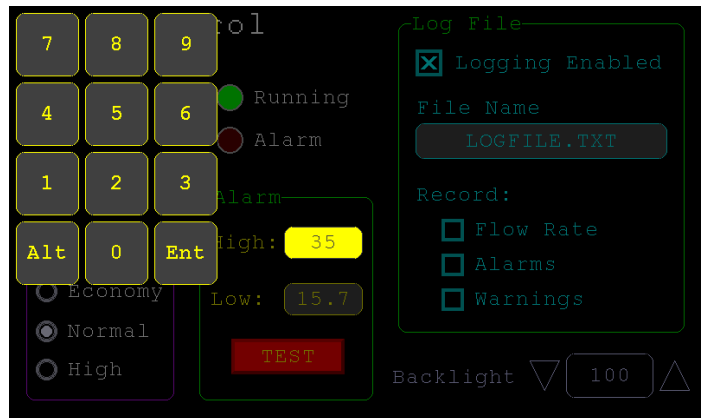 7 8 9
4 5 6
1 2 3
Alt 0 Ent
rol
Running
Alarm
Alarm
High: 35
Low: 15.7
TEST
Economy
Normal
High
Log File
Logging Enabled
File Name
LOGFILE.TXT
Record:
Flow Rate
Alarms
Warnings
Backlight 100